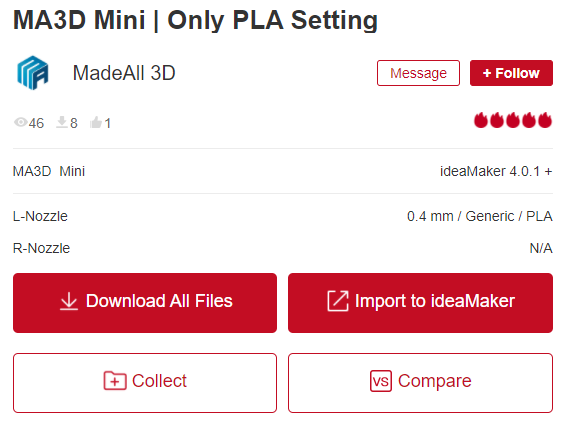 MA3D Mini | Only PLA Setting
MadeAll 3D
Message
+ Follow
46 8 1
MA3D Mini ideaMaker 4.0.1 +
L-Nozzle 0.4 mm / Generic / PLA
R-Nozzle N/A
Download All Files
Import to ideaMaker
Collect
VS Compare